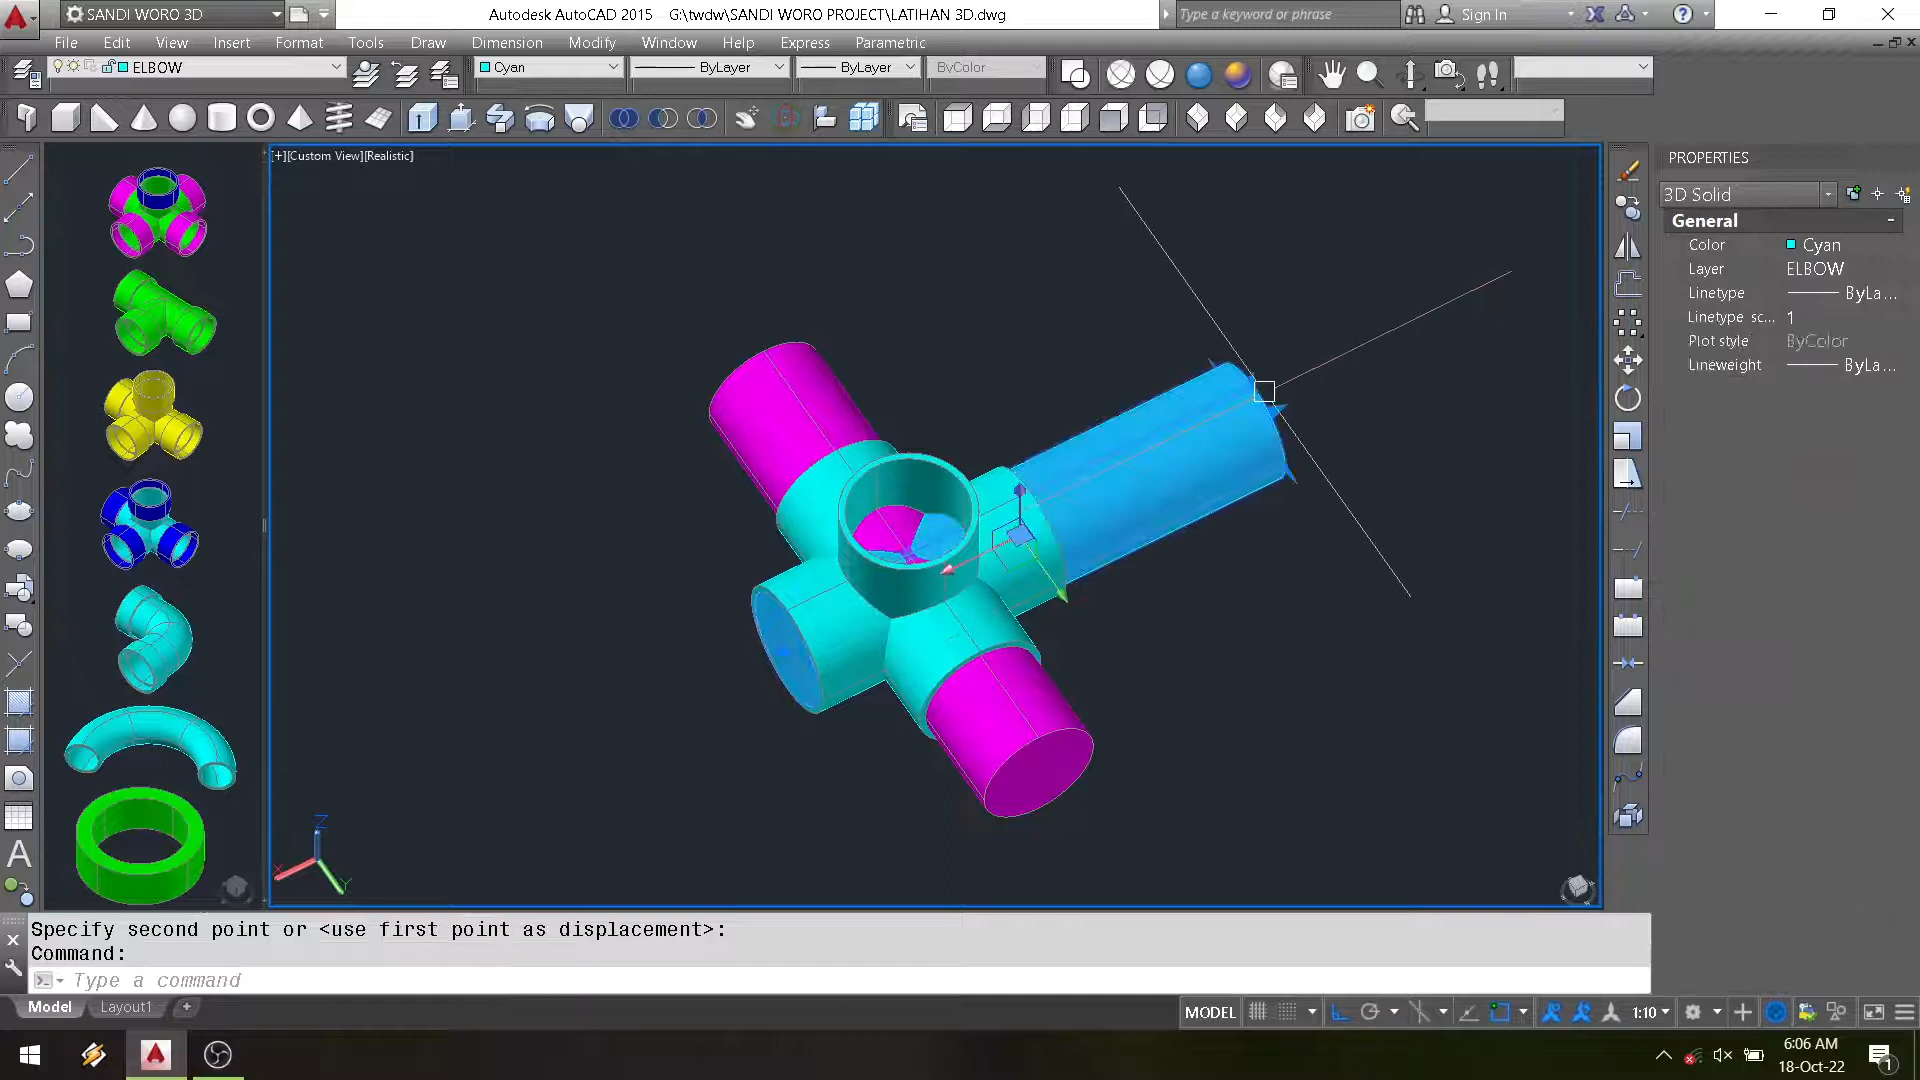 SANDI WORO 3D
Autodesk AutoCAD 2015 G:\twdw\SANDI WORO PROJECT\LATIHAN 3D.dwg
Type a keyword or phrase
Sign In
File Edit View Insert Format Tools Draw Dimension Modify Window Help Express Parametric
ELBOW
Cyan
ByLayer
ByLayer
ByColor
[+][Custom View][Realistic]
PROPERTIES
3D Solid
General
Color Cyan
Layer ELBOW
Linetype ByLa...
Linetype sc... 1
Plot style ByColor
Lineweight ByLa...
Z
X
Y
Specify second point or <use first point as displacement>:
Command:
Type a command
Model Layout1
MODEL
1:10
6:06 AM
18-Oct-22
1